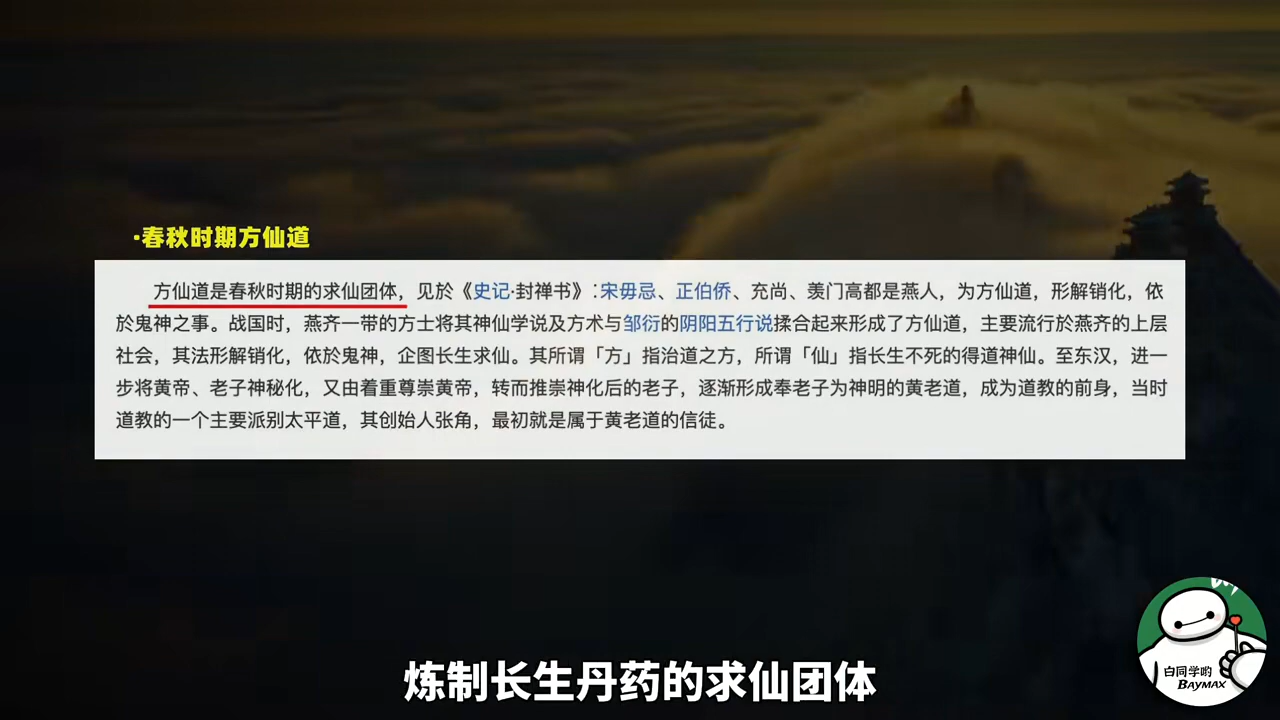 ·春秋时期方仙道
方仙道是春秋时期的求仙团体，见於《史记·封禅书》：宋毋忌、正伯侨、充尚、羡门高都是燕人，为方仙道，形解销化，依
於鬼神之事。战国时，燕齐一带的方士将其神仙学说及方术与邹衍的阴阳五行说揉合起来形成了方仙道，主要流行於燕齐的上层
社会，其法形解销化，依於鬼神，企图长生求仙。其所谓「方」指治道之方，所谓「仙」指长生不死的得道神仙。至东汉，进一
步将黄帝、老子神秘化，又由着重尊崇黄帝，转而推崇神化后的老子，逐渐形成奉老子为神明的黄老道，成为道教的前身，当时
道教的一个主要派别太平道，其创始人张角，最初就是属于黄老道的信徒。
白同学哟
BAYMAX
炼制长生丹药的求仙团体